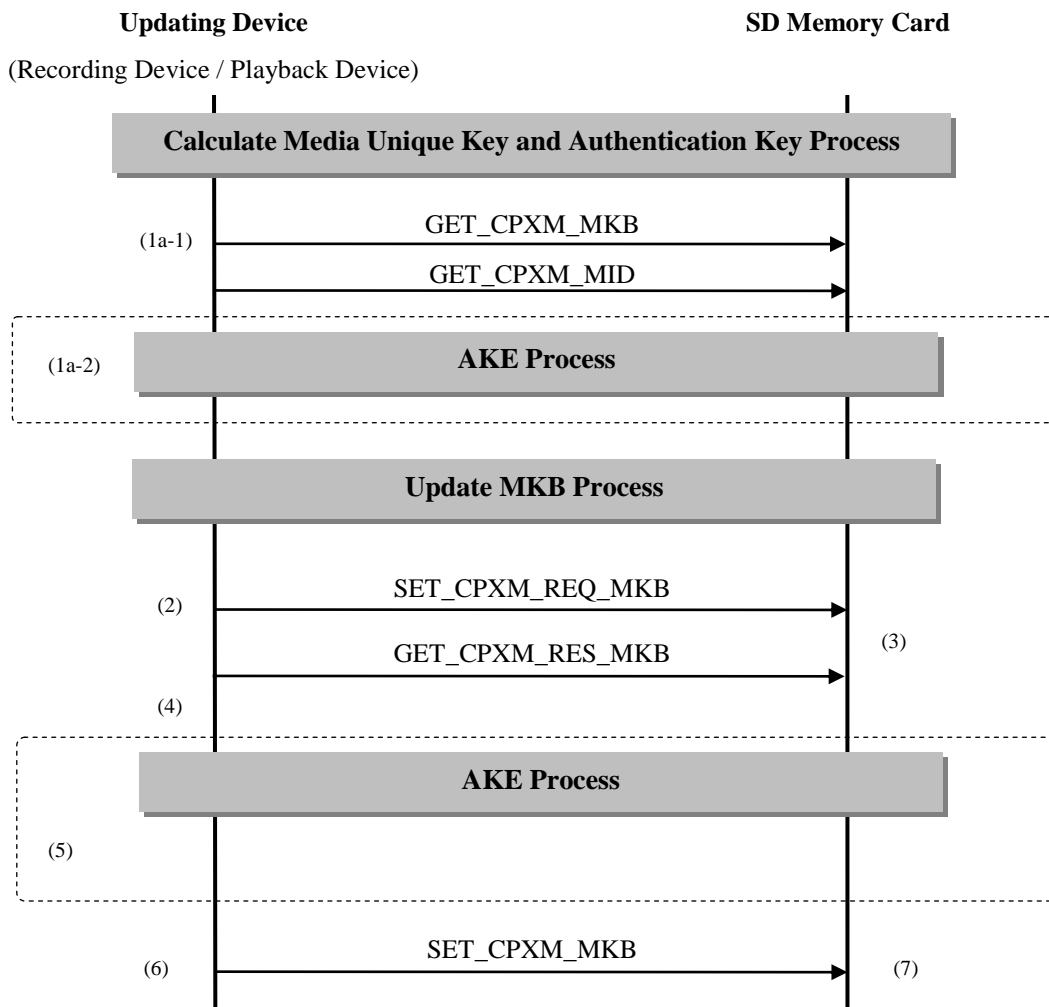 Updating Device
SD Memory Card
(Recording Device / Playback Device)
Calculate Media Unique Key and Authentication Key Process
GET_CPXM_MKB
(1a-1)
GET_CPXM_MID
AKE Process
(1a-2)
Update MKB Process
SET_CPXM_REQ_MKB
(2)
(3)
GET_CPXM_RES_MKB
(4)
AKE Process
(5)
SET_CPXM_MKB
(6)
(7)